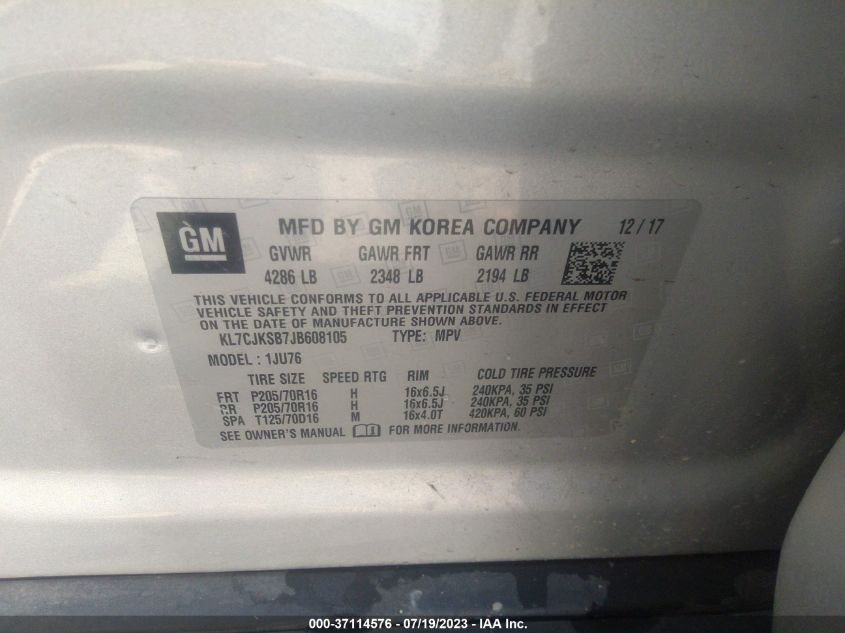 GM
MFD BY GM KOREA COMPANY 12/17
GVWR GAWR FRT GAWR RR
4286 LB 2348 LB 2194 LB
THIS VEHICLE CONFORMS TO ALL APPLICABLE U.S. FEDERAL MOTOR
VEHICLE SAFETY AND THEFT PREVENTION STANDARDS IN EFFECT
ON THE DATE OF MANUFACTURE SHOWN ABOVE.
KL7CJKSB7JB608105 TYPE: MPV
MODEL : 1JU76
TIRE SIZE SPEED RTG RIM COLD TIRE PRESSURE
FRT P205/70R16 H 16x6.5J 240KPA, 35 PSI
RR P205/70R16 H 16x6.5J 240KPA, 35 PSI
SPA T125/70D16 M 16x4.0T 420KPA, 60 PSI
SEE OWNER'S MANUAL FOR MORE INFORMATION.
000-37114576 - 07/19/2023 - IAA Inc.